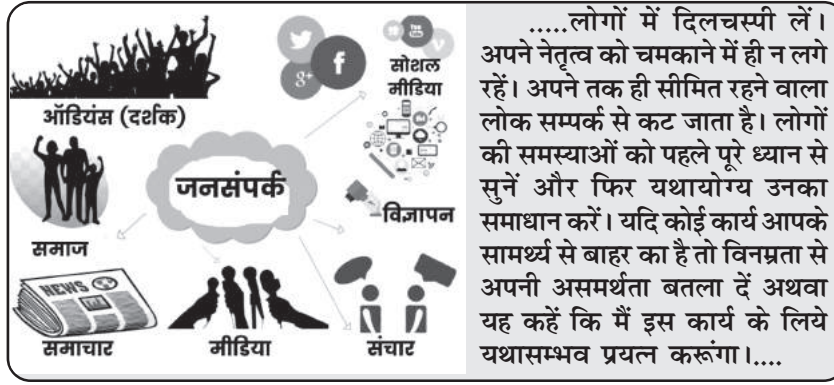 ऑडियंस (दर्शक)
सोशल
मीडिया
जनसंपर्क
विज्ञापन
समाज
NEWS
समाचार
मीडिया
संचार
.....लोगों में दिलचस्पी लें।
अपने नेतृत्व को चमकाने में ही न लगे
रहें। अपने तक ही सीमित रहने वाला
लोक सम्पर्क से कट जाता है। लोगों
की समस्याओं को पहले पूरे ध्यान से
सुनें और फिर यथायोग्य उनका
समाधान करें। यदि कोई कार्य आपके
सामर्थ्य से बाहर का है तो विनम्रता से
अपनी असमर्थता बतला दें अथवा
यह कहें कि मैं इस कार्य के लिये
यथासम्भव प्रयत्न करूंगा।....